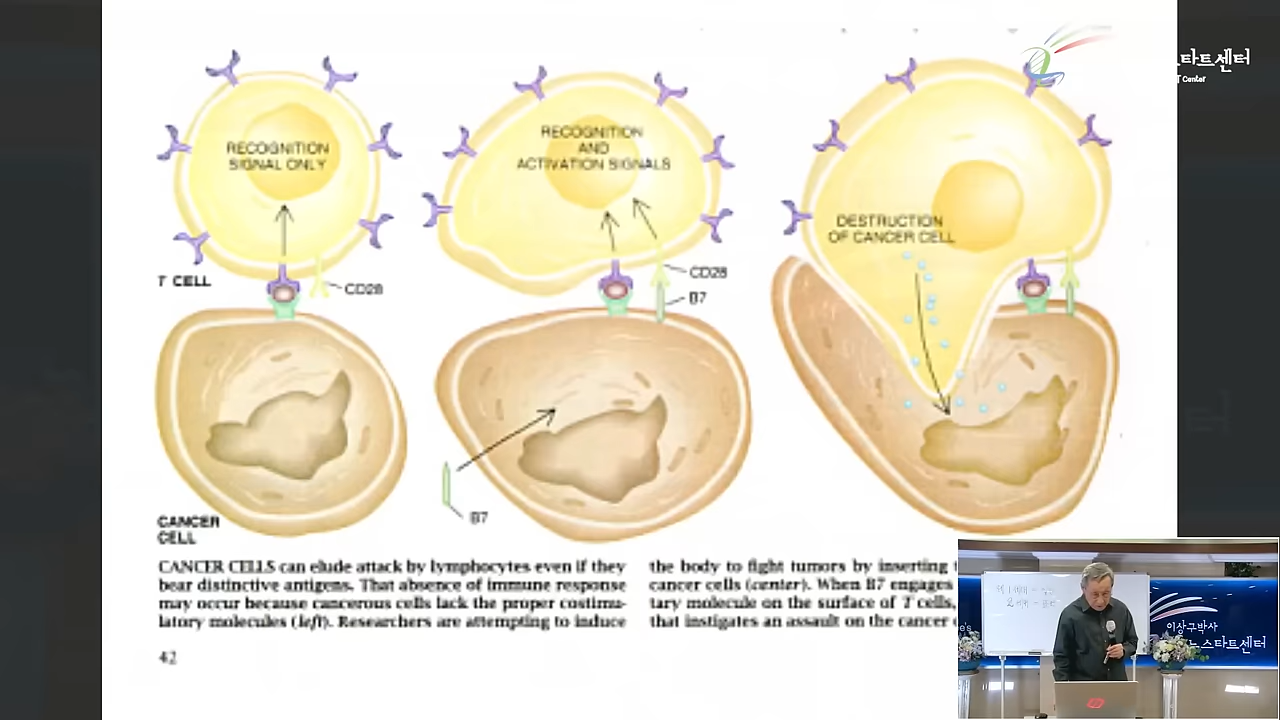 스타트센터
T Center
RECOGNITION
SIGNAL ONLY
RECOGNITION
AND
ACTIVATION SIGNALS
DESTRUCTION
OF CANCER CELL
T CELL
CD28
CD28
B7
B7
CANCER
CELL
CANCER CELLS can elude attack by lymphocytes even if they
bear distinctive antigens. That absence of immune response
may occur because cancerous cells lack the proper costimu-
latory molecules (left). Researchers are attempting to induce
the body to fight tumors by inserting
cancer cells (center). When B7 engages
tary molecule on the surface of T cells,
that instigates an assault on the cancer
42
이상구박사
뉴스타트센터
T Center